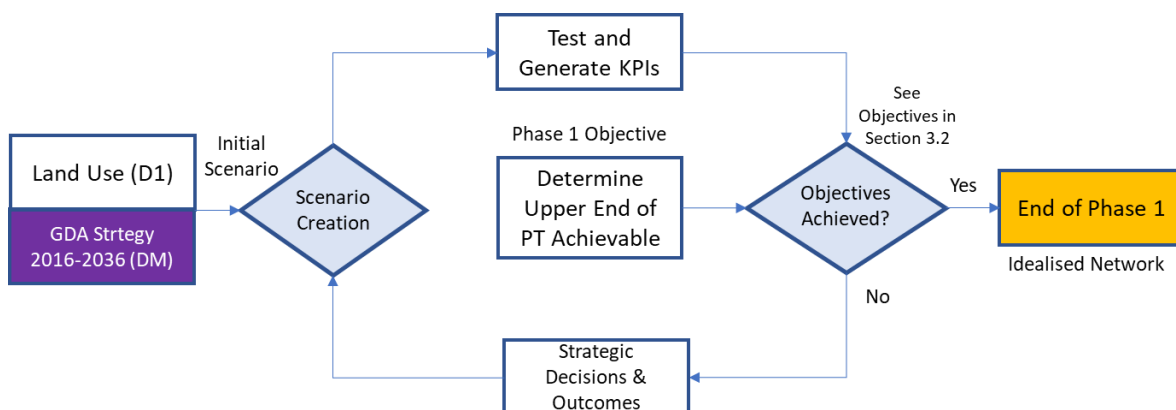 Test and
Generate KPIs
See
Objectives in
Section 3.2
Initial
Scenario
Land Use (D1)
GDA Strtegy
2016-2036 (DM)
Scenario
Creation
Phase 1 Objective
Determine
Upper End of
PT Achievable
Objectives
Achieved?
Yes
End of Phase 1
Idealised Network
No
Strategic
Decisions &
Outcomes